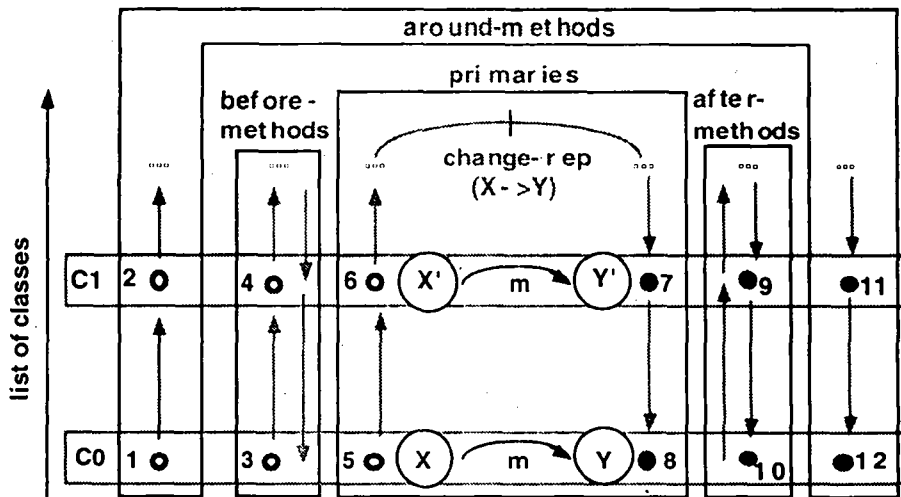 around-methods
primaries
before-
methods
after-
methods
change-rep
(X->Y)
list of classes
C1 2 4 6 X' m Y' 7 9 11
C0 1 3 5 X m Y 8 10 12